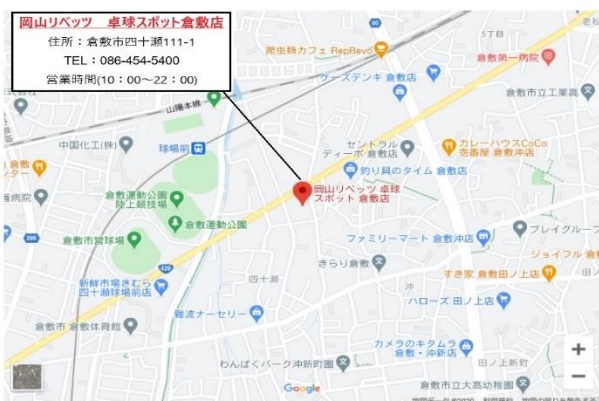 岡山リベッツ 卓球スポット倉敷店
住所：倉敷市四十瀬111-1
TEL：086-454-5400
営業時間(10：00～22：00)
5丁目
爬虫類カフェ RepRevo
倉敷第一病院
ケーズデンキ 倉敷店
倉敷市立工業高
山陽本線
中国化工(株)
球場前
セントラル
ディーポ 倉敷店
カレーハウスCoCo
壱番屋 倉敷沖店
釣り具のタイム 倉敷店
岡山リベッツ 卓球
スポット 倉敷店
倉敷運動公園
陸上競技場
倉敷運動公園
倉敷市営球場
ファミリーマート 倉敷沖店
プレイグループ
ジョイフル 倉
きらり倉敷
すき家 倉敷田ノ上店
429
新鮮市場きむら
四十瀬球場前店
四十瀬
沖
ハローズ 田ノ上店
難波ナーセリー
倉敷市 倉敷体育館
カメラのキタムラ
倉敷・沖新店
わんぱくパーク沖新町園
田ノ上新町
倉敷市立大高幼稚園
Google
+
−